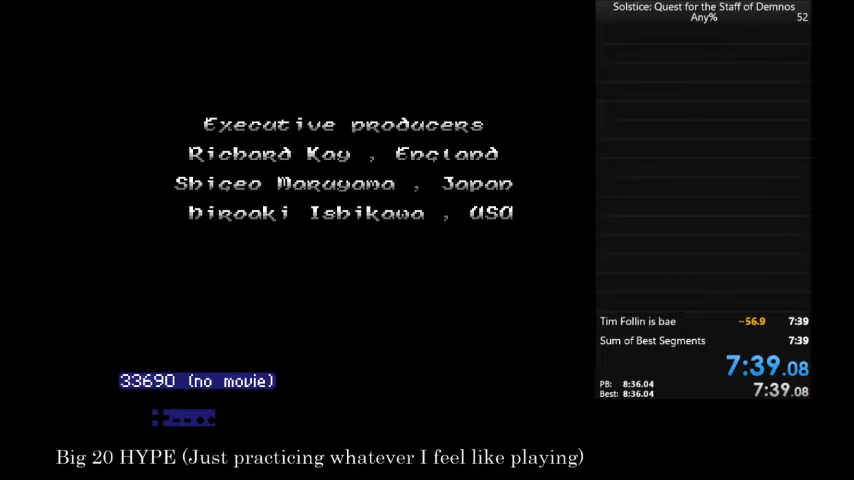 Executive producers
Richard Kay , England
Shigeo Maruyama , Japan
Hiroaki Ishikawa , USA
33690 (no movie)
Big 20 HYPE (Just practicing whatever I feel like playing)
Solstice: Quest for the Staff of Demnos
Any% 52
Tim Follin is bae -56.9 7:39
Sum of Best Segments 7:39
7:39.08
PB: 8:36.04
Best: 8:36.04
7:39.08